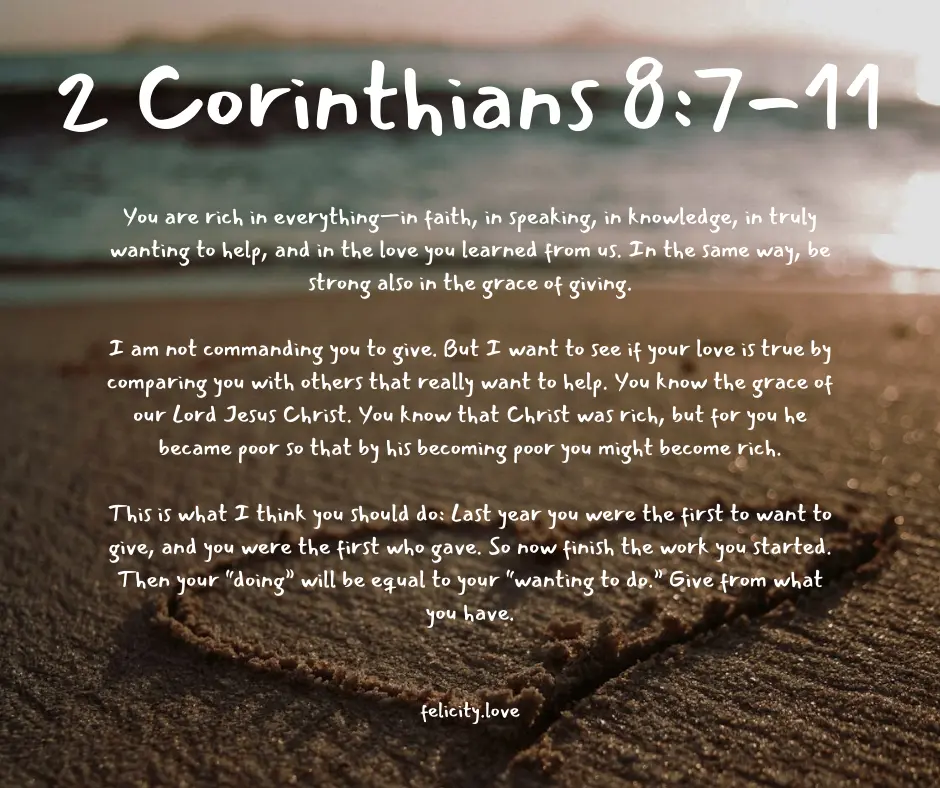 2 Corinthians 8:7-11
You are rich in everything—in faith, in speaking, in knowledge, in truly
wanting to help, and in the love you learned from us. In the same way, be
strong also in the grace of giving.
I am not commanding you to give. But I want to see if your love is true by
comparing you with others that really want to help. You know the grace of
our Lord Jesus Christ. You know that Christ was rich, but for you he
became poor so that by his becoming poor you might become rich.
This is what I think you should do: Last year you were the first to want to
give, and you were the first who gave. So now finish the work you started.
Then your “doing” will be equal to your “wanting to do.” Give from what
you have.
felicity.love